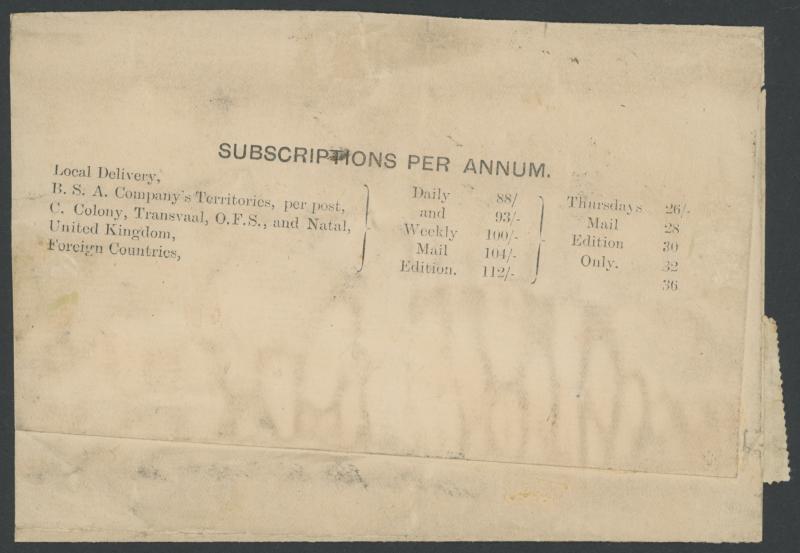 SUBSCRIPTIONS PER ANNUM.
Local Delivery, Daily 88/ Thursdays 26/-
B. S. A. Company's Territories, per post, and 93/- Mail 28
C. Colony, Transvaal, O.F.S., and Natal, Weekly 100/- Edition 30
United Kingdom, Mail 104/- Only. 32
Foreign Countries, Edition. 112/- 36